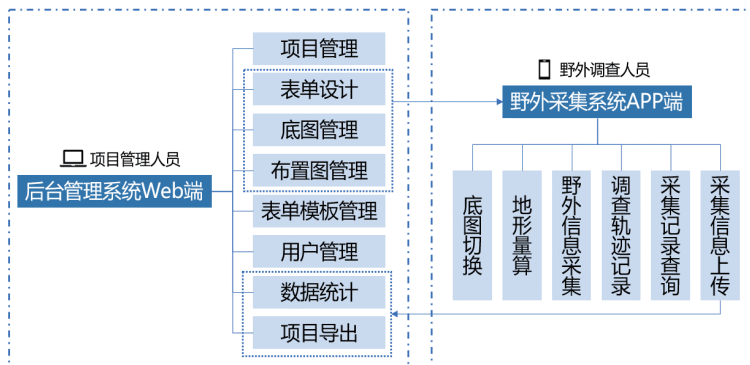 项目管理人员
后台管理系统Web端
项目管理
表单设计
底图管理
布置图管理
表单模板管理
用户管理
数据统计
项目导出
野外调查人员
野外采集系统APP端
底图切换
地形量算
野外信息采集
调查轨迹记录
采集记录查询
采集信息上传